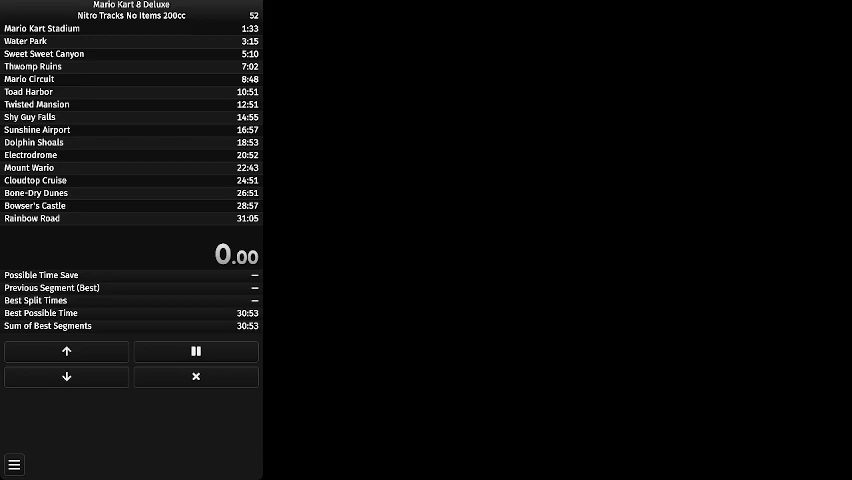 Mario Kart 8 Deluxe
Nitro Tracks No Items 200cc 52
Mario Kart Stadium 1:33
Water Park 3:15
Sweet Sweet Canyon 5:10
Thwomp Ruins 7:02
Mario Circuit 8:48
Toad Harbor 10:51
Twisted Mansion 12:51
Shy Guy Falls 14:55
Sunshine Airport 16:57
Dolphin Shoals 18:53
Electrodrome 20:52
Mount Wario 22:43
Cloudtop Cruise 24:51
Bone-Dry Dunes 26:51
Bowser's Castle 28:57
Rainbow Road 31:05
0.00
Possible Time Save —
Previous Segment (Best) —
Best Split Times —
Best Possible Time 30:53
Sum of Best Segments 30:53